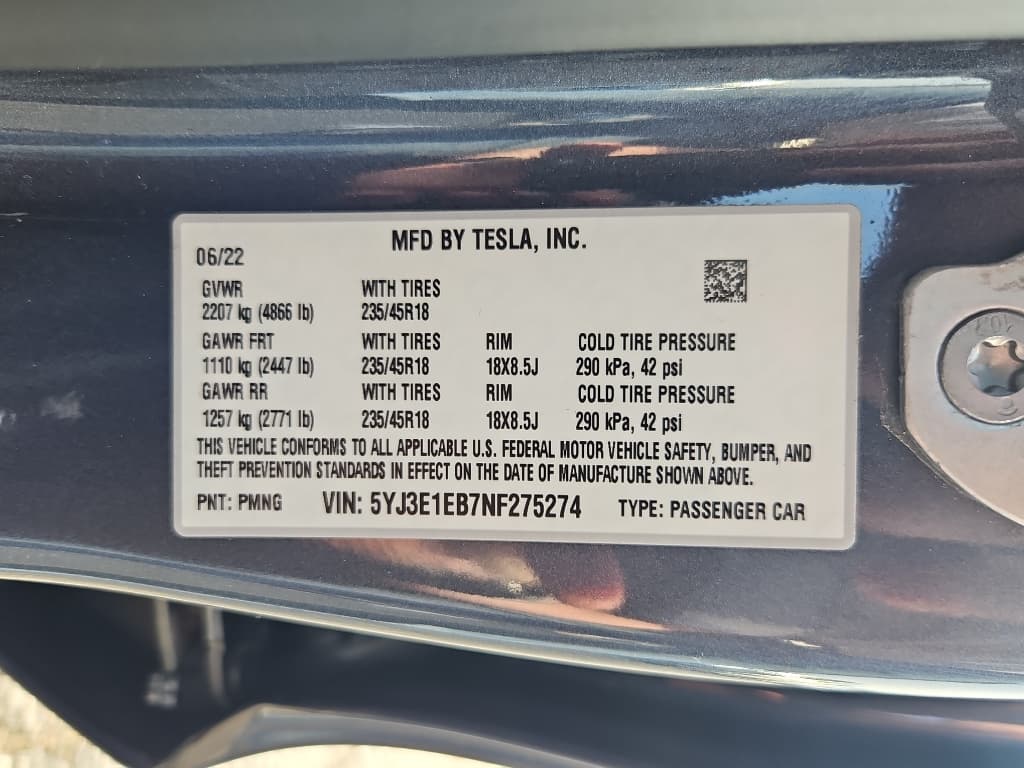 MFD BY TESLA, INC.
06/22
GVWR WITH TIRES
2207 kg (4866 lb) 235/45R18
GAWR FRT WITH TIRES RIM COLD TIRE PRESSURE
1110 kg (2447 lb) 235/45R18 18X8.5J 290 kPa, 42 psi
GAWR RR WITH TIRES RIM COLD TIRE PRESSURE
1257 kg (2771 lb) 235/45R18 18X8.5J 290 kPa, 42 psi
THIS VEHICLE CONFORMS TO ALL APPLICABLE U.S. FEDERAL MOTOR VEHICLE SAFETY, BUMPER, AND
THEFT PREVENTION STANDARDS IN EFFECT ON THE DATE OF MANUFACTURE SHOWN ABOVE.
PNT: PMNG VIN: 5YJ3E1EB7NF275274 TYPE: PASSENGER CAR